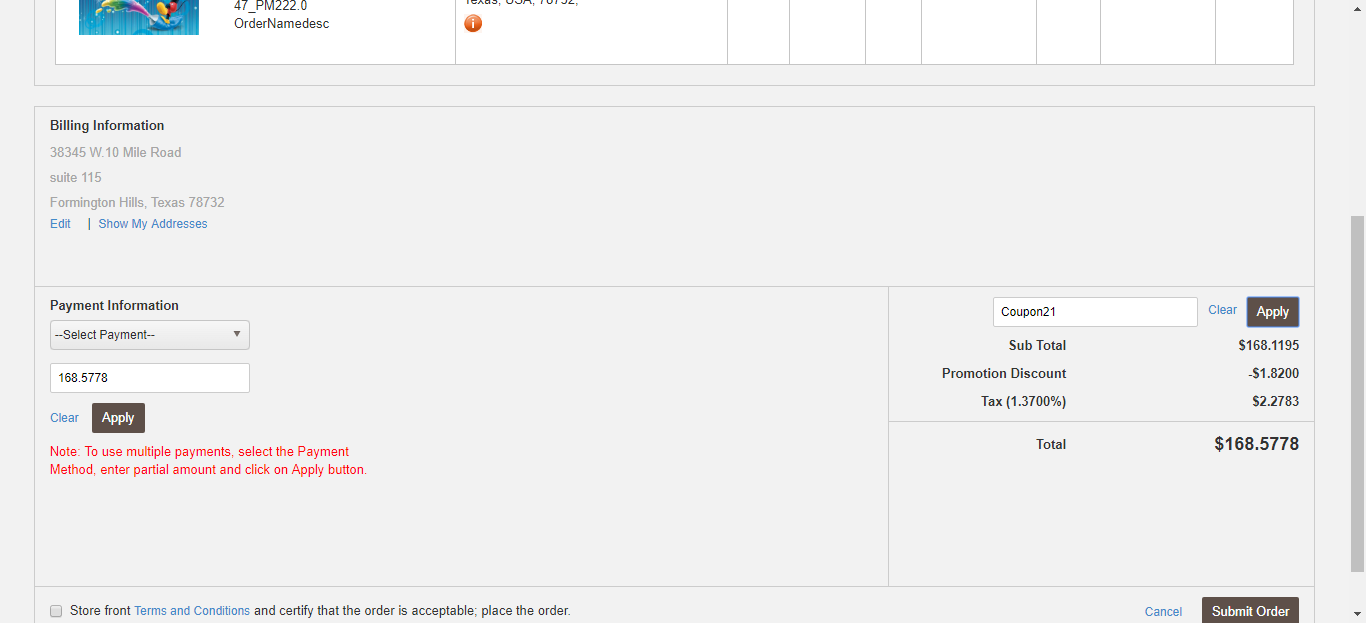 47_PM222.0
OrderNamedesc
Texas, USA, 78732,
Billing Information
38345 W.10 Mile Road
suite 115
Formington Hills, Texas 78732
Edit | Show My Addresses
Payment Information
--Select Payment--
168.5778
Clear Apply
Note: To use multiple payments, select the Payment
Method, enter partial amount and click on Apply button.
Coupon21 Clear Apply
Sub Total $168.1195
Promotion Discount -$1.8200
Tax (1.3700%) $2.2783
Total $168.5778
Store front Terms and Conditions and certify that the order is acceptable; place the order.
Cancel Submit Order